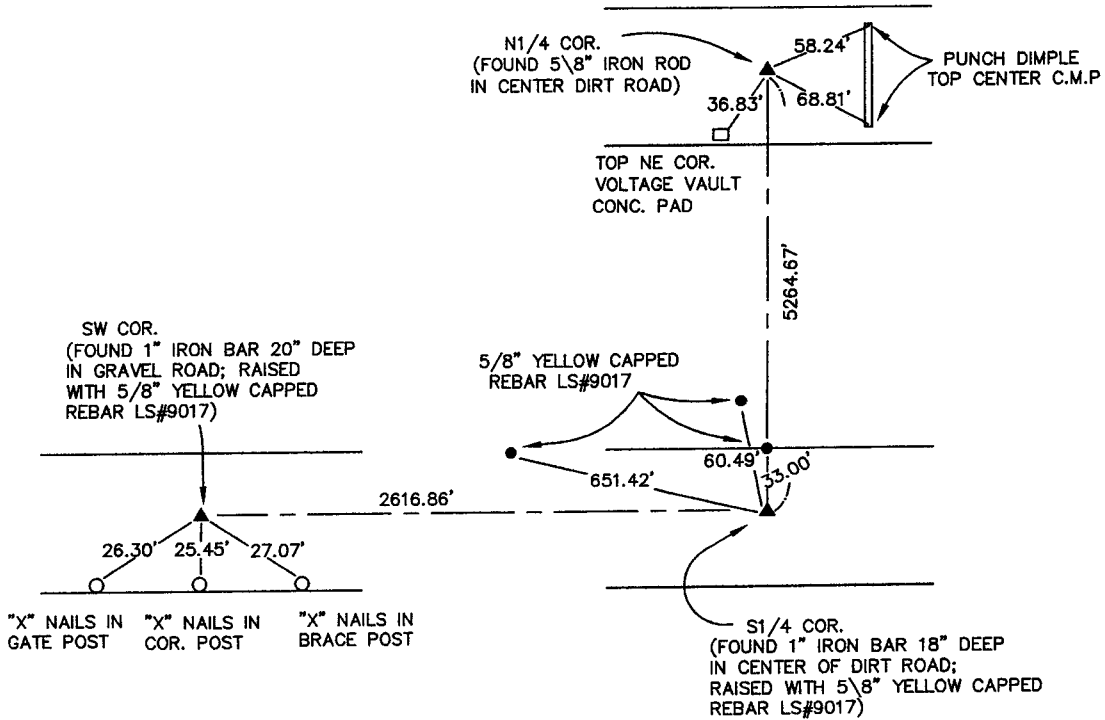 N1/4 COR.
(FOUND 5\8" IRON ROD
IN CENTER DIRT ROAD)
58.24'
PUNCH DIMPLE
TOP CENTER C.M.P
68.81'
36.83'
TOP NE COR.
VOLTAGE VAULT
CONC. PAD
5264.67'
SW COR.
(FOUND 1" IRON BAR 20" DEEP
IN GRAVEL ROAD; RAISED
WITH 5/8" YELLOW CAPPED
REBAR LS#9017)
5/8" YELLOW CAPPED
REBAR LS#9017
60.49'
33.00'
651.42'
2616.86'
26.30'
25.45'
27.07'
"X" NAILS IN
GATE POST
"X" NAILS IN
COR. POST
"X" NAILS IN
BRACE POST
S1/4 COR.
(FOUND 1" IRON BAR 18" DEEP
IN CENTER OF DIRT ROAD;
RAISED WITH 5\8" YELLOW CAPPED
REBAR LS#9017)